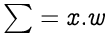 ∑ = x.w